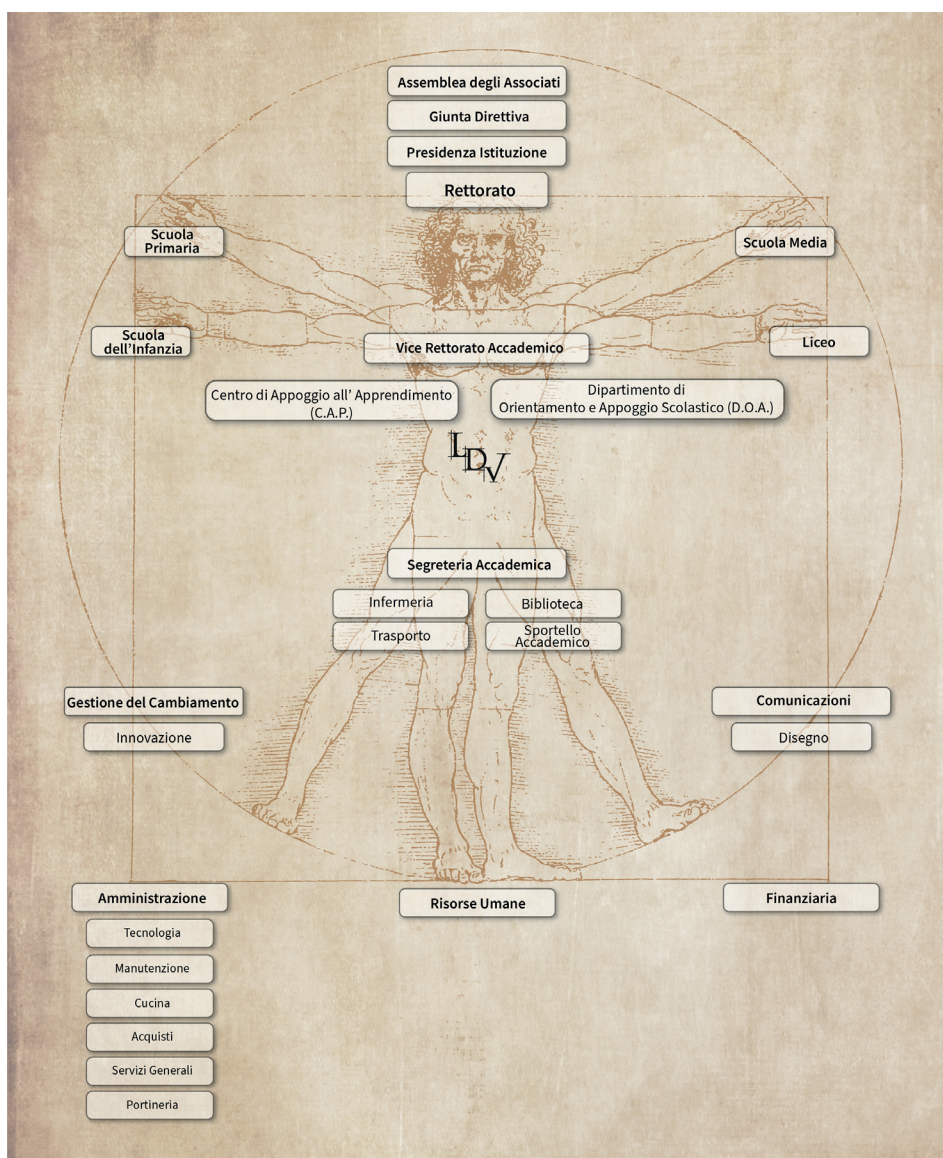 Assemblea degli Associati
Giunta Direttiva
Presidenza Istituzione
Rettorato
Scuola
Primaria
Scuola Media
Scuola
dell'Infanzia
Liceo
Vice Rettorato Accademico
Centro di Appoggio all' Apprendimento
(C.A.P.)
Dipartimento di
Orientamento e Appoggio Scolastico (D.O.A.)
LDV
Segreteria Accademica
Infermeria
Biblioteca
Trasporto
Sportello
Accademico
Gestione del Cambiamento
Innovazione
Comunicazioni
Disegno
Amministrazione
Tecnologia
Manutenzione
Cucina
Acquisti
Servizi Generali
Portineria
Risorse Umane
Finanziaria